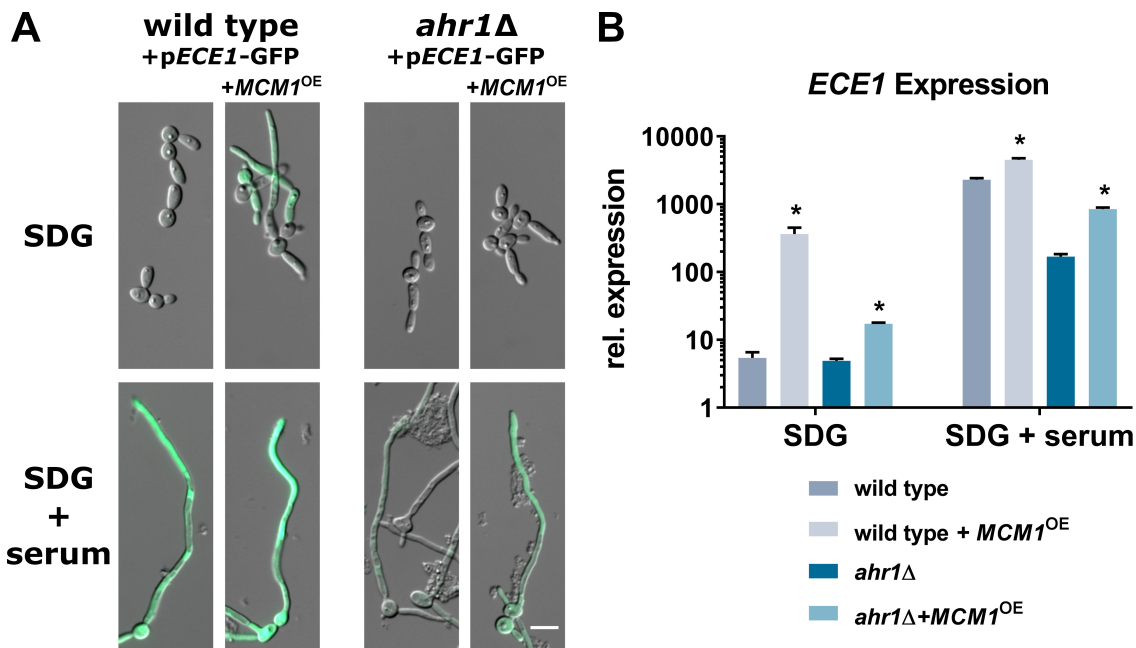 A
wild type
+pECE1-GFP
+MCM1OE
ahr1Δ
+pECE1-GFP
+MCM1OE
SDG
SDG
+
serum
B
ECE1 Expression
rel. expression
10000
1000
100
10
1
* * * *
SDG
SDG + serum
wild type
wild type + MCM1OE
ahr1Δ
ahr1Δ+MCM1OE